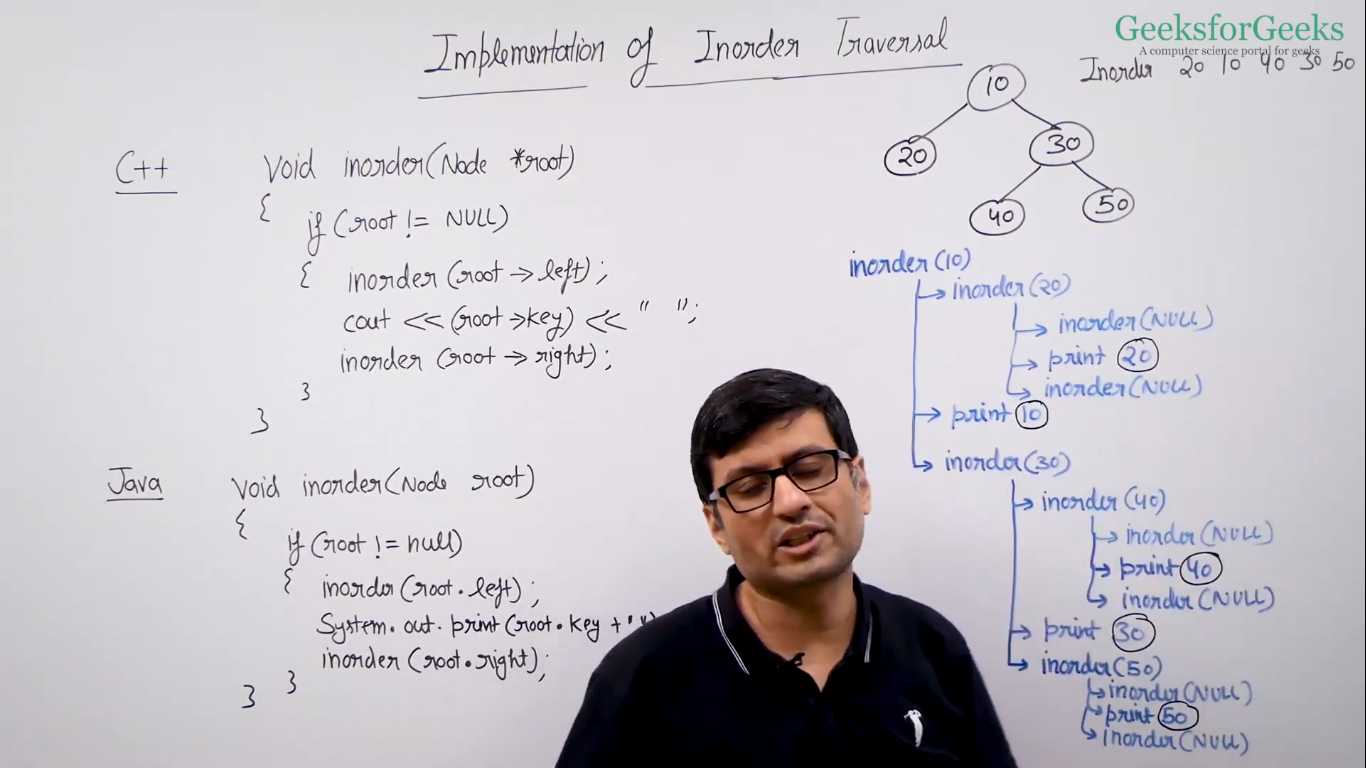 GeeksforGeeks
A computer science portal for geeks
Implementation of Inorder Traversal
Inorder 20 10 40 30 50
10
20
30
40
50
C++
Void inorder(Node *root)
{
if (root != NULL)
{ inorder (root → left);
cout << (root → key) << " ";
inorder (root → right);
}
}
Java
Void inorder(Node root)
{
if (root != null)
{ inorder (root.left);
System.out.print(root.key + " ")
inorder (root.right);
}
}
inorder(10)
inorder(20)
inorder(NULL)
print 20
inorder(NULL)
print 10
inorder(30)
inorder(40)
inorder(NULL)
print 40
inorder(NULL)
print 30
inorder(50)
inorder(NULL)
print 50
inorder(NULL)